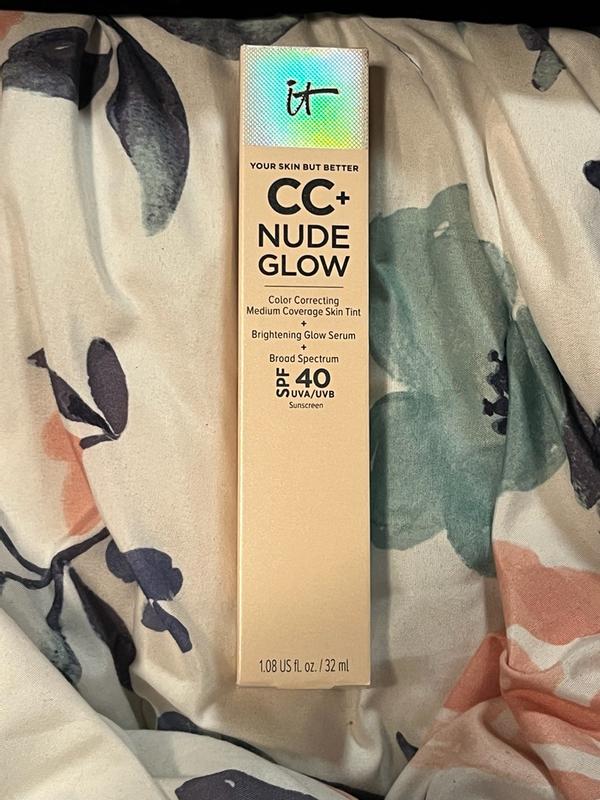 it
YOUR SKIN BUT BETTER
CC+
NUDE
GLOW
Color Correcting
Medium Coverage Skin Tint
+
Brightening Glow Serum
+
Broad Spectrum
SPF 40
UVA/UVB
Sunscreen
1.08 US fl. oz. / 32 ml